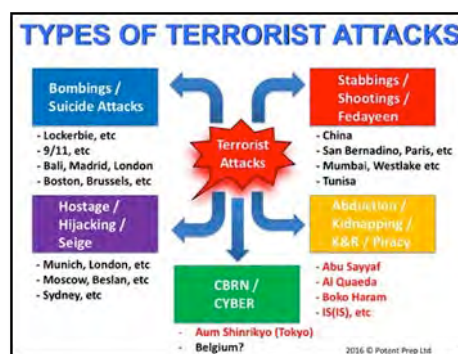 TYPES OF TERRORIST ATTACKS
Bombings /
Suicide Attacks
- Lockerbie, etc
- 9/11, etc
- Bali, Madrid, London
- Boston, Brussels, etc
Stabbings /
Shootings /
Fedayeen
- China
- San Bernadino, Paris, etc
- Mumbai, Westlake etc
- Tunisa
Terrorist
Attacks
Hostage /
Hijacking /
Seige
- Munich, London, etc
- Moscow, Beslan, etc
- Sydney, etc
Abduction /
Kidnapping /
K&R / Piracy
- Abu Sayyaf
- Al Quaeda
- Boko Haram
- IS(IS), etc
CBRN /
CYBER
- Aum Shinrikyo (Tokyo)
- Belgium?
2016 © Potent Prep Ltd